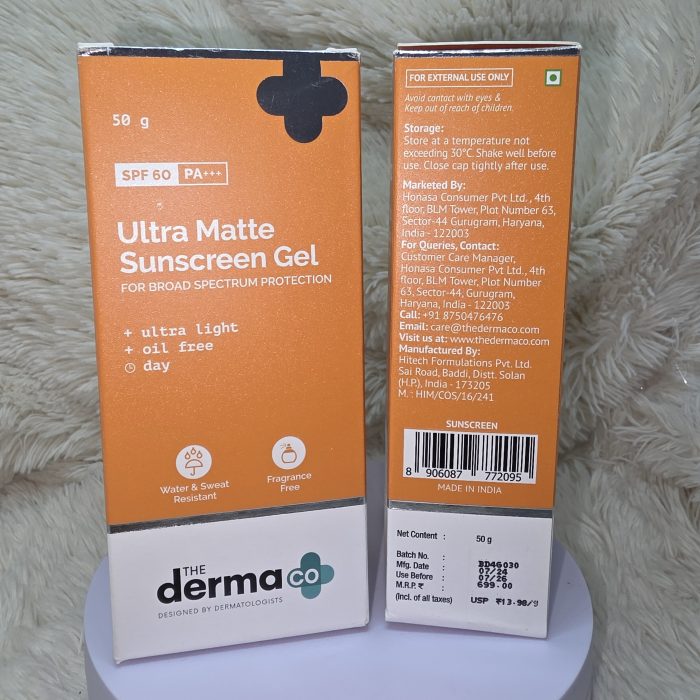 50 g
SPF 60 PA+++
Ultra Matte
Sunscreen Gel
FOR BROAD SPECTRUM PROTECTION
+ ultra light
+ oil free
day
Water & Sweat
Resistant
Fragrance
Free
THE
derma co
DESIGNED BY DERMATOLOGISTS
FOR EXTERNAL USE ONLY
Avoid contact with eyes &
Keep out of reach of children.
Storage:
Store at a temperature not
exceeding 30°C. Shake well before
use. Close cap tightly after use.
Marketed By:
Honasa Consumer Pvt Ltd. , 4th
floor, BLM Tower, Plot Number 63,
Sector-44 Gurugram, Haryana,
India - 122003
For Queries, Contact:
Customer Care Manager,
Honasa Consumer Pvt Ltd., 4th
floor, BLM Tower, Plot Number
63, Sector-44, Gurugram,
Haryana, India - 122003
Call: +91 8750476476
Email: care@thedermaco.com
Visit us at: www.thedermaco.com
Manufactured By:
Hitech Formulations Pvt. Ltd.
Sai Road, Baddi, Distt. Solan
(H.P.), India - 173205
M. : HIM/COS/16/241
SUNSCREEN
8 906087 772095
MADE IN INDIA
Net Content : 50 g
Batch No. : BD4G030
Mfg. Date : 07/24
Use Before : 07/26
M.R.P. ₹ : 699.00
(Incl. of all taxes) USP ₹13.98/g